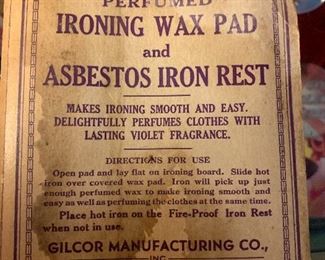 PERFUMED
IRONING WAX PAD
and
ASBESTOS IRON REST
MAKES IRONING SMOOTH AND EASY.
DELIGHTFULLY PERFUMES CLOTHES WITH
LASTING VIOLET FRAGRANCE.
DIRECTIONS FOR USE
Open pad and lay flat on ironing board. Slide hot
iron over covered wax pad. Iron will pick up just
enough perfumed wax to make ironing smooth and
easy as well as perfuming the clothes at the same time.
Place hot iron on the Fire-Proof Iron Rest
when not in use.
GILCOR MANUFACTURING CO.,
INC.